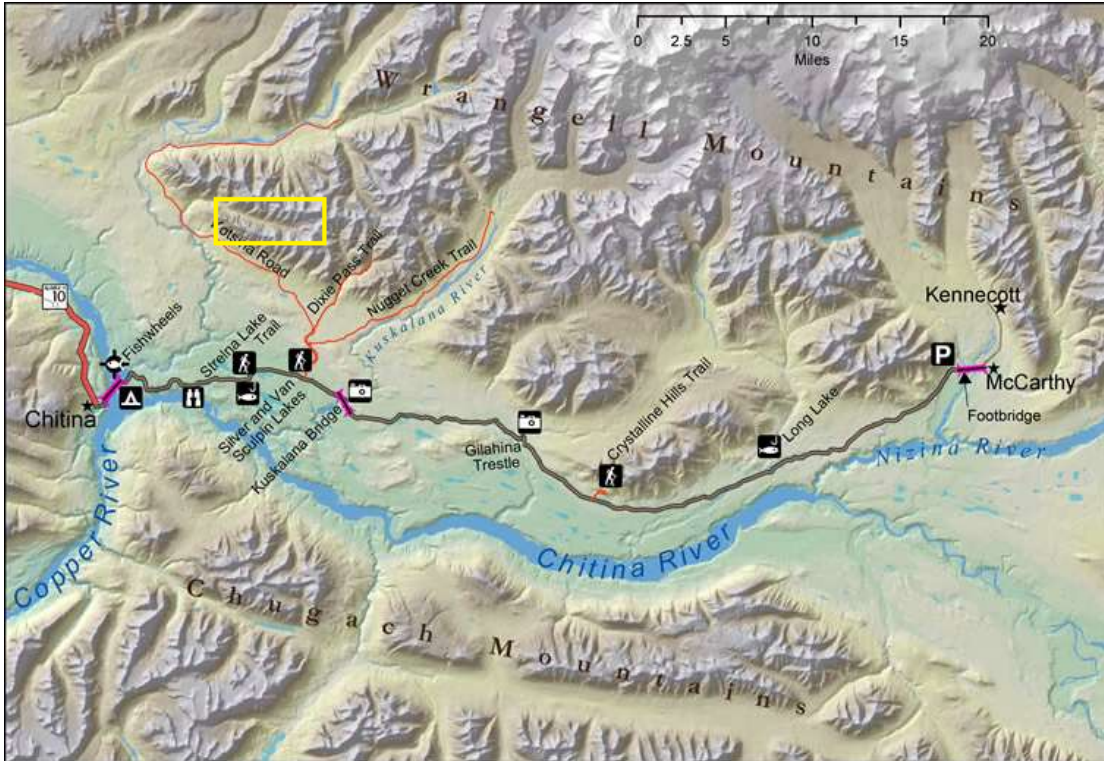 0 2.5 5 10 15 20
Miles
Wrangell Mountains
Kotsina Road
Dixie Pass Trail
Nugget Creek Trail
Kuskalana River
10
Fishwheels
Strelna Lake
Trail
Chitina
Silver and Van
Sculpin Lakes
Kuskalana Bridge
Gilahina
Trestle
Crystalline Hills Trail
Long Lake
Kennecott
P
McCarthy
Footbridge
Nizina River
Copper River
Chitina River
Chugach Mountains